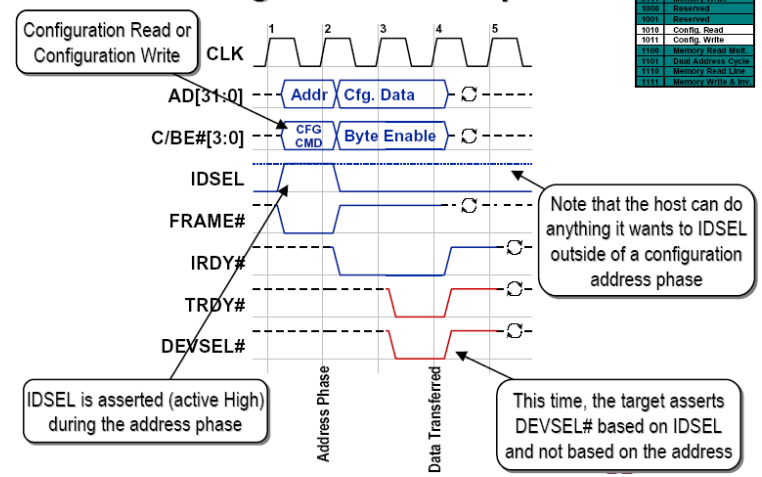 1000 Reserved
1001 Reserved
1010 Config. Read
1011 Config. Write
1100 Memory Read Mult.
1101 Dual Address Cycle
1110 Memory Read Line
1111 Memory Write & Inv.
Configuration Read or
Configuration Write
1 2 3 4 5
CLK
AD[31:0] Addr Cfg. Data
C/BE#[3:0] CFG CMD Byte Enable
IDSEL
FRAME#
IRDY#
TRDY#
DEVSEL#
Note that the host can do
anything it wants to IDSEL
outside of a configuration
address phase
IDSEL is asserted (active High)
during the address phase
Address Phase
Data Transferred
This time, the target asserts
DEVSEL# based on IDSEL
and not based on the address